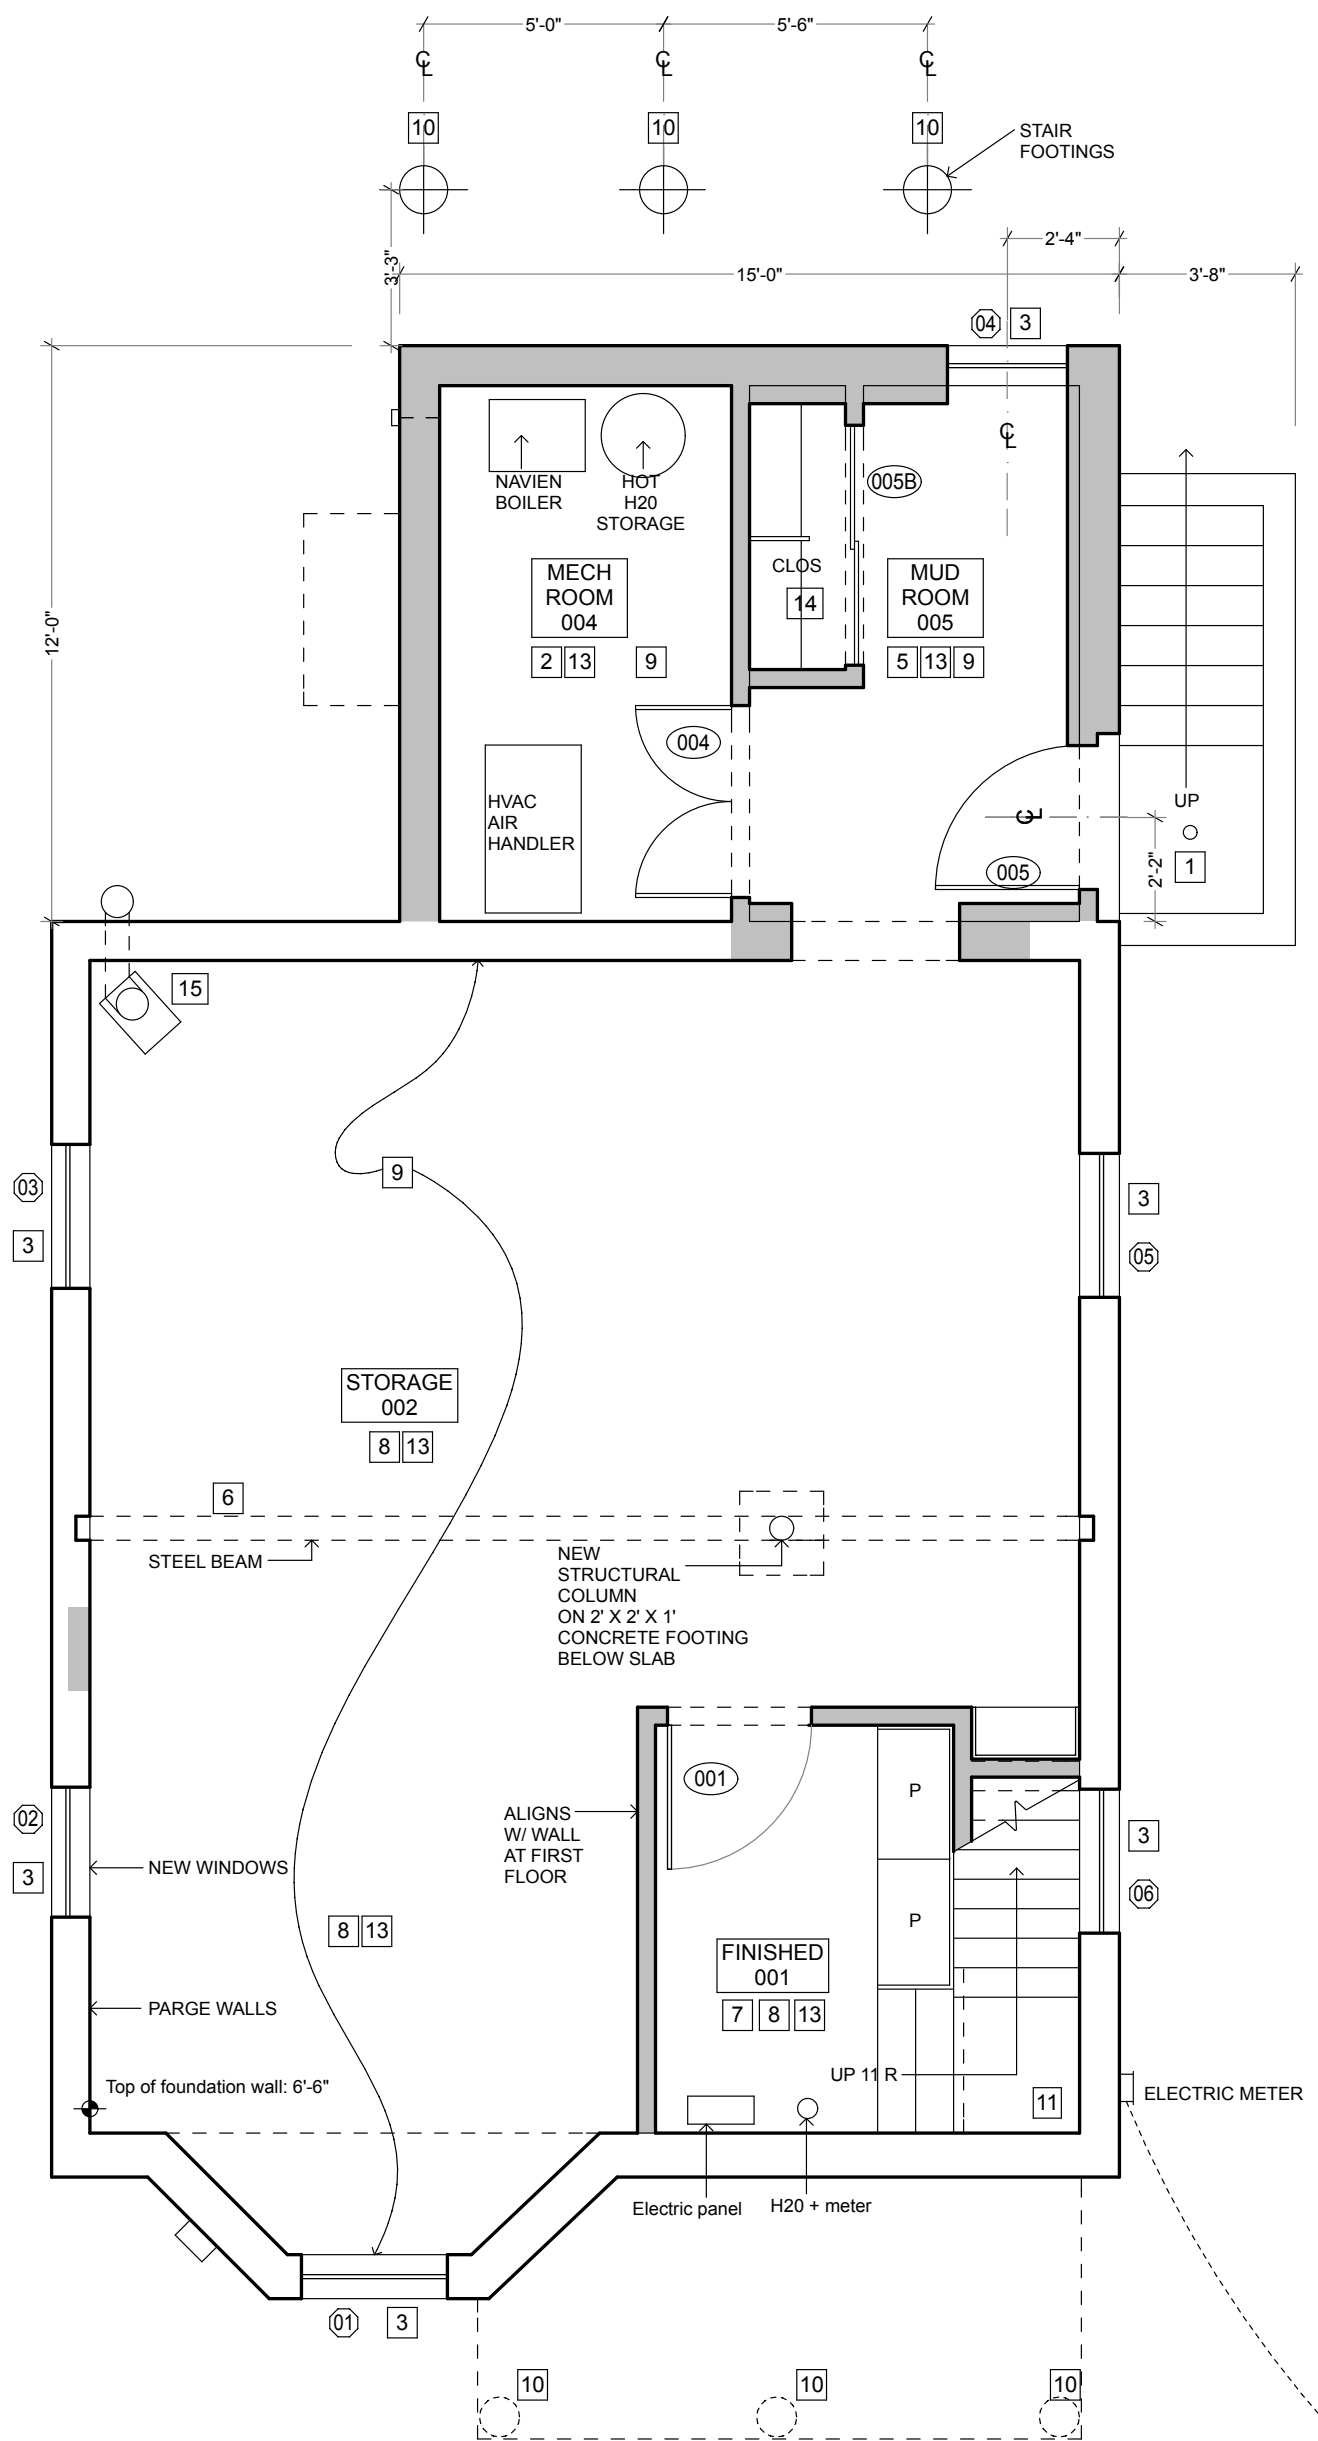 5'-0"
5'-6"
CL
CL
CL
10
10
10
STAIR
FOOTINGS
2'-4"
3'-3"
15'-0"
3'-8"
04
3
12'-0"
CL
NAVIEN
BOILER
HOT
H20
STORAGE
005B
CLOS
14
MECH
ROOM
004
MUD
ROOM
005
2
13
9
5
13
9
004
HVAC
AIR
HANDLER
UP
CL
005
2'-2"
1
15
9
03
3
3
05
STORAGE
002
8
13
6
STEEL BEAM
NEW
STRUCTURAL
COLUMN
ON 2' X 2' X 1'
CONCRETE FOOTING
BELOW SLAB
001
P
ALIGNS
W/ WALL
AT FIRST
FLOOR
02
3
NEW WINDOWS
3
06
P
8
13
FINISHED
001
7
8
13
PARGE WALLS
UP 11 R
Top of foundation wall: 6'-6"
11
ELECTRIC METER
Electric panel
H20 + meter
01
3
10
10
10